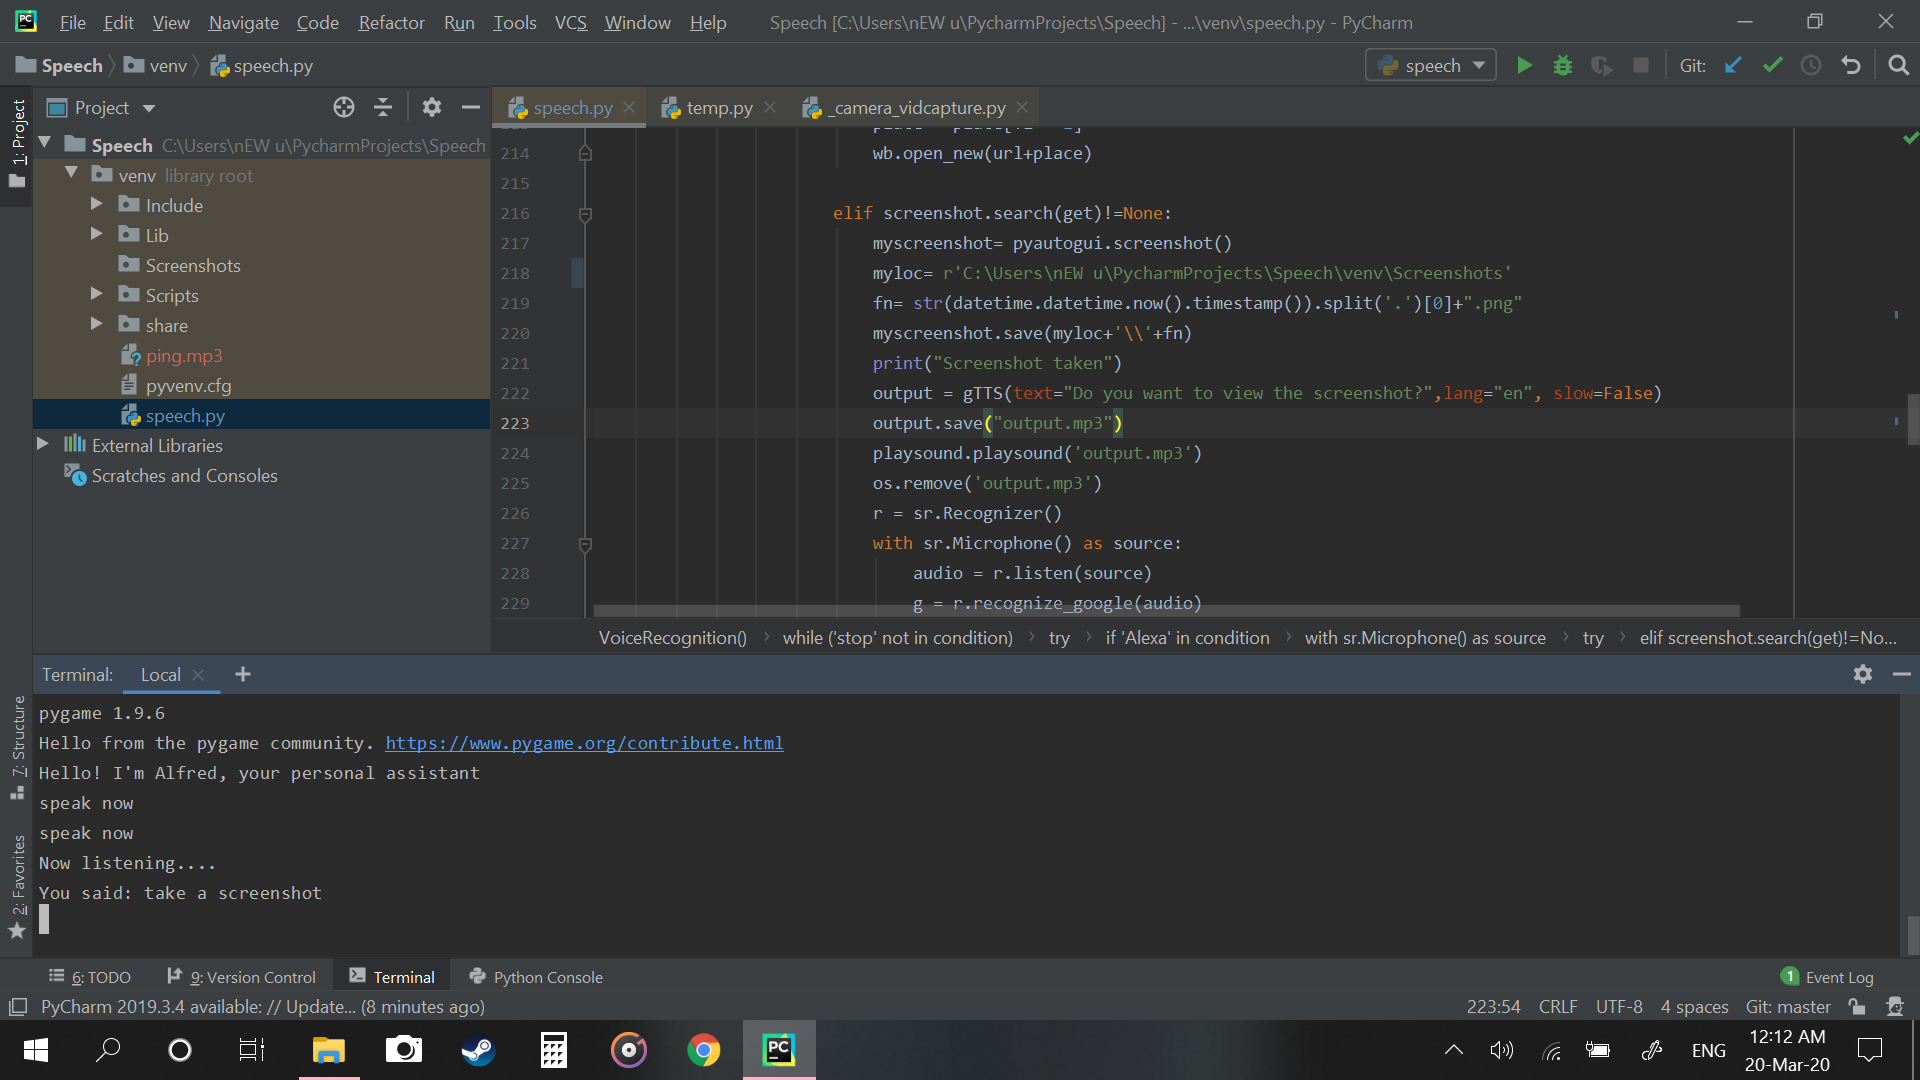 PC File Edit View Navigate Code Refactor Run Tools VCS Window Help Speech [C:\Users\nEW u\PycharmProjects\Speech] - ...\venv\speech.py - PyCharm
Speech venv speech.py speech Git:
1: Project
Project
speech.py temp.py _camera_vidcapture.py
Speech C:\Users\nEW u\PycharmProjects\Speech
venv library root
Include
Lib
Screenshots
Scripts
share
ping.mp3
pyvenv.cfg
speech.py
External Libraries
Scratches and Consoles
214 wb.open_new(url+place)
215
216 elif screenshot.search(get)!=None:
217 myscreenshot= pyautogui.screenshot()
218 myloc= r'C:\Users\nEW u\PycharmProjects\Speech\venv\Screenshots'
219 fn= str(datetime.datetime.now().timestamp()).split('.')[0]+".png"
220 myscreenshot.save(myloc+'\\'+fn)
221 print("Screenshot taken")
222 output = gTTS(text="Do you want to view the screenshot?",lang="en", slow=False)
223 output.save("output.mp3")
224 playsound.playsound('output.mp3')
225 os.remove('output.mp3')
226 r = sr.Recognizer()
227 with sr.Microphone() as source:
228 audio = r.listen(source)
229 g = r.recognize_google(audio)
VoiceRecognition() while ('stop' not in condition) try if 'Alexa' in condition with sr.Microphone() as source try elif screenshot.search(get)!=No...
Terminal: Local
7: Structure
2: Favorites
pygame 1.9.6
Hello from the pygame community. https://www.pygame.org/contribute.html
Hello! I'm Alfred, your personal assistant
speak now
speak now
Now listening....
You said: take a screenshot
6: TODO 9: Version Control Terminal Python Console 1 Event Log
PyCharm 2019.3.4 available: // Update... (8 minutes ago) 223:54 CRLF UTF-8 4 spaces Git: master
PC ENG 12:12 AM
20-Mar-20